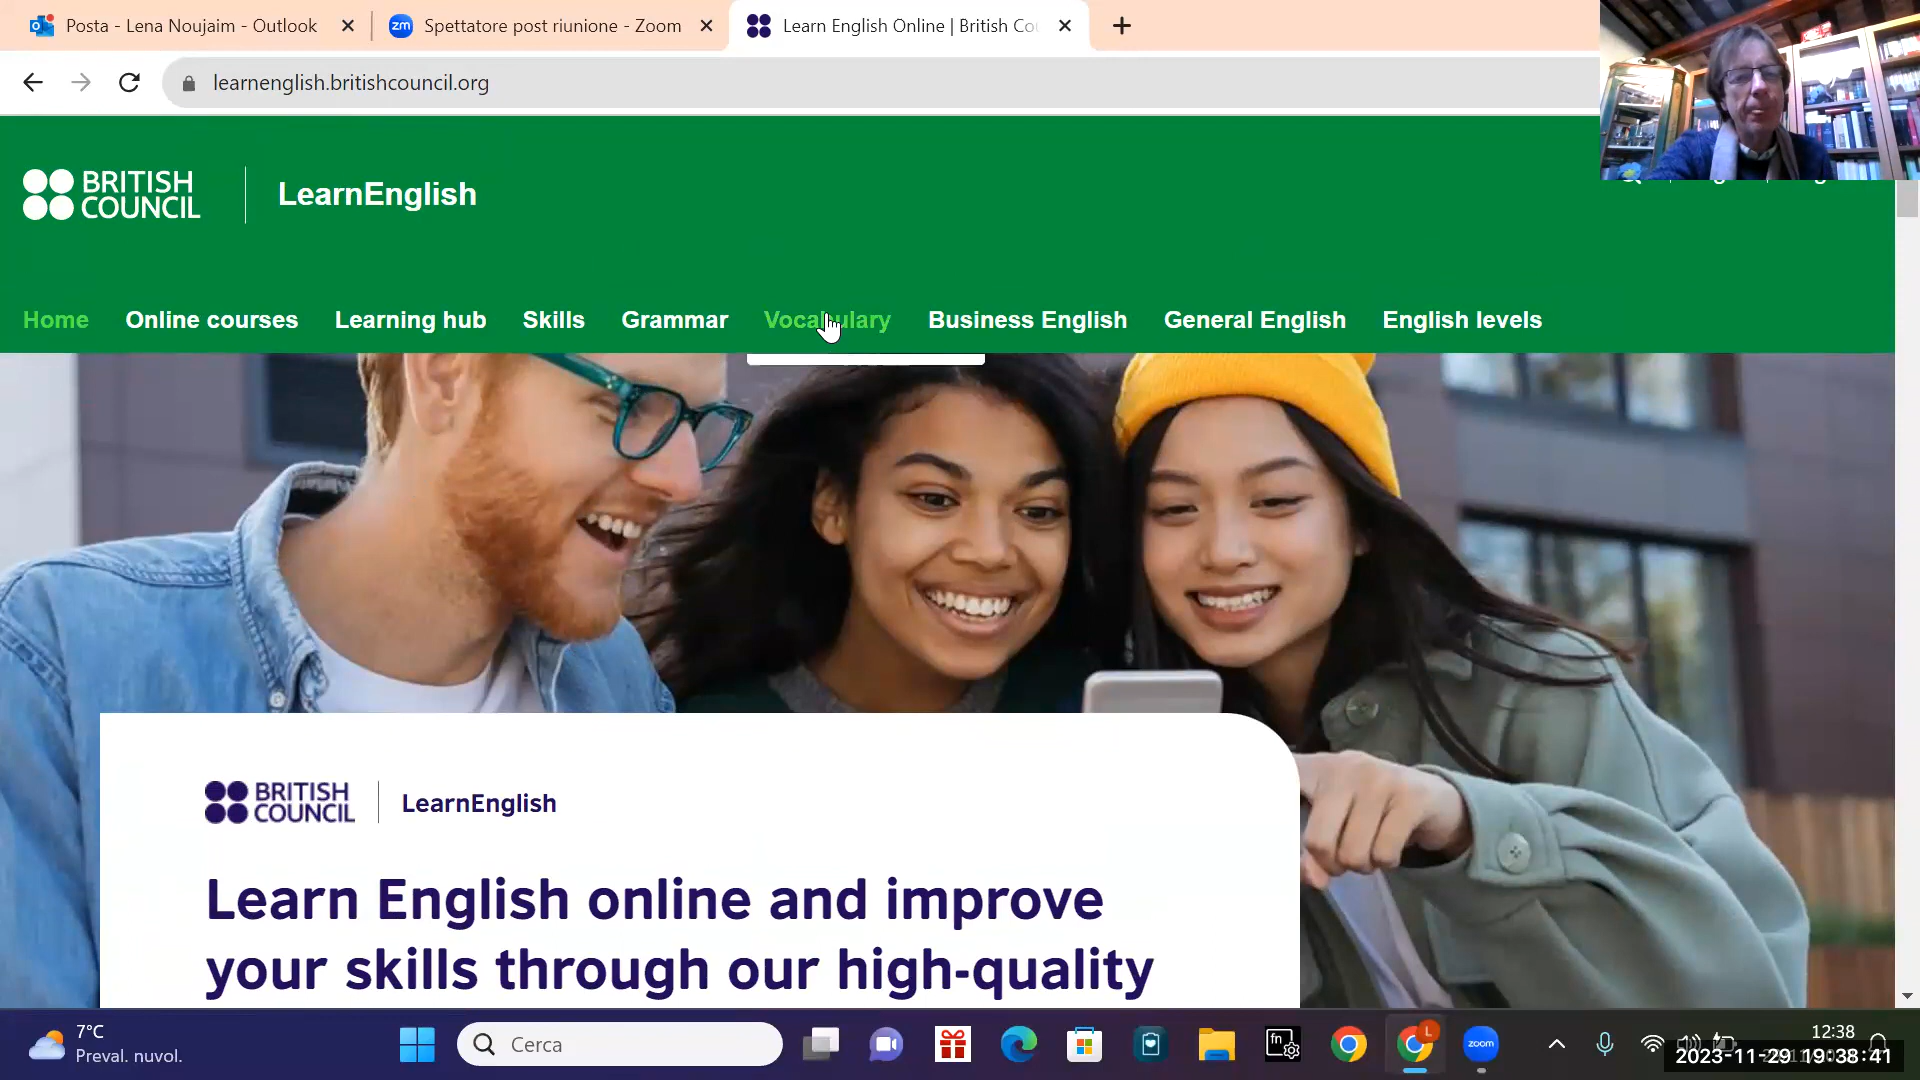 Posta - Lena Noujaim - Outlook
Spettatore post riunione - Zoom
Learn English Online | British Co
learnenglish.britishcouncil.org
BRITISH COUNCIL
LearnEnglish
Home Online courses Learning hub Skills Grammar Vocabulary Business English General English English levels
BRITISH COUNCIL
LearnEnglish
Learn English online and improve
your skills through our high-quality
7°C
Preval. nuvol.
Cerca
zoom
12:38
2023-11-29 19:38:41